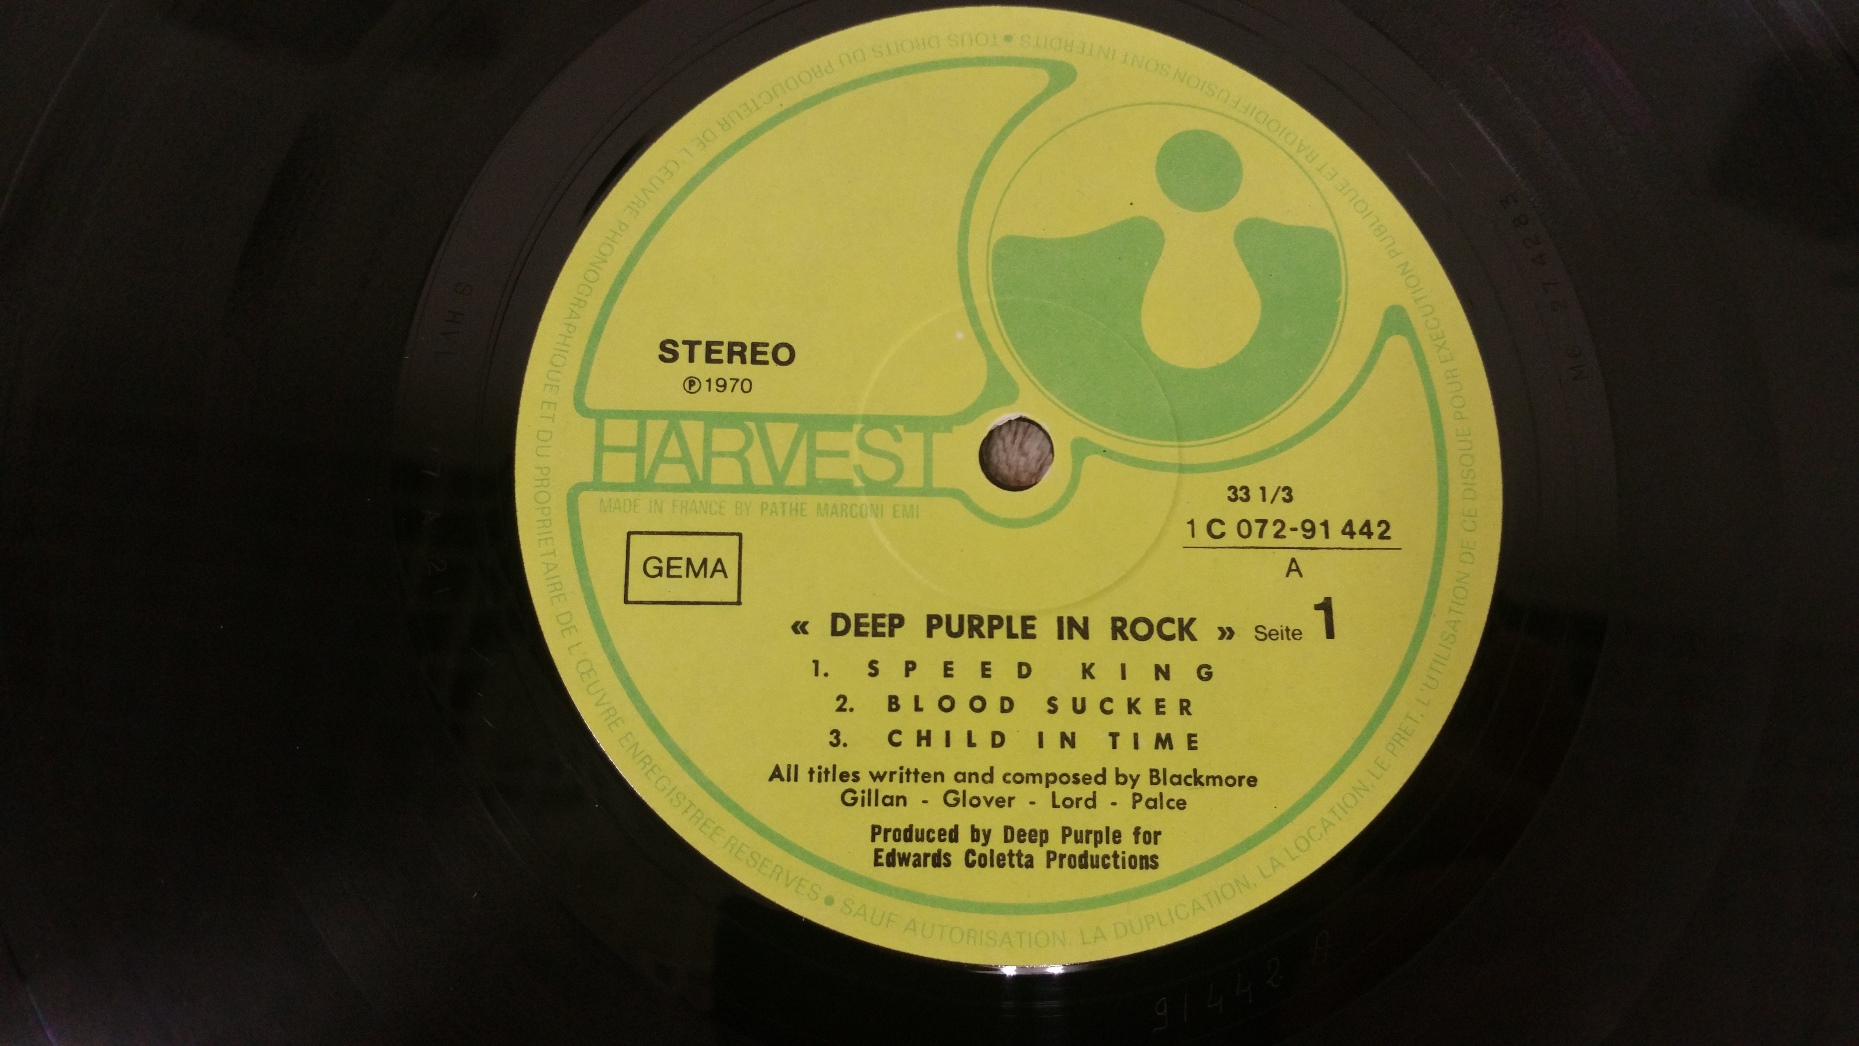 STEREO
℗1970
HARVEST
MADE IN FRANCE BY PATHE MARCONI EMI
GEMA
33 1/3
1C 072-91 442
A
« DEEP PURPLE IN ROCK » Seite 1
1. SPEED KING
2. BLOOD SUCKER
3. CHILD IN TIME
All titles written and composed by Blackmore
Gillan - Glover - Lord - Palce
Produced by Deep Purple for
Edwards Coletta Productions
TOUS DROITS DU PRODUCTEUR DE L'ŒUVRE PHONOGRAPHIQUE ET DU PROPRIETAIRE DE L'ŒUVRE ENREGISTREE RESERVES • SAUF AUTORISATION, LA DUPLICATION, LA LOCATION, LE PRET, L'UTILISATION DE CE DISQUE POUR EXECUTION PUBLIQUE ET RADIODIFFUSION SONT INTERDITS •
M6 274283
91442 A